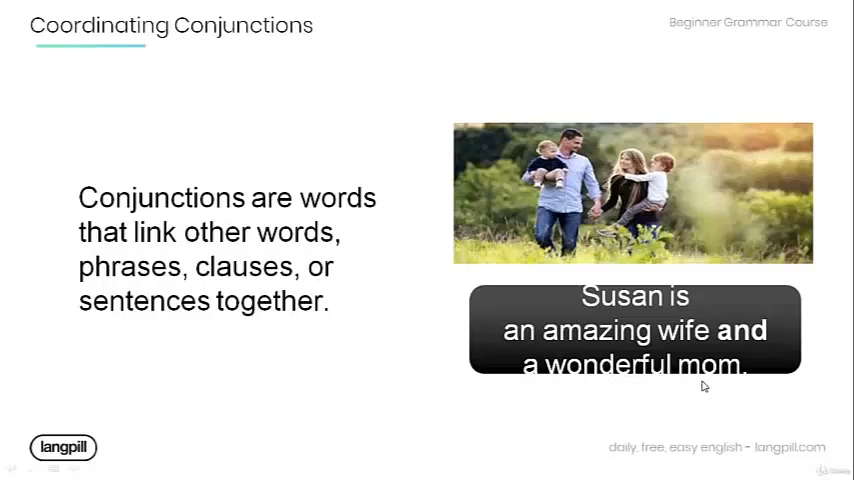 Coordinating Conjunctions
Beginner Grammar Course
Conjunctions are words
that link other words,
phrases, clauses, or
sentences together.
Susan is
an amazing wife and
a wonderful mom.
langpill
daily, free, easy english - langpill.com